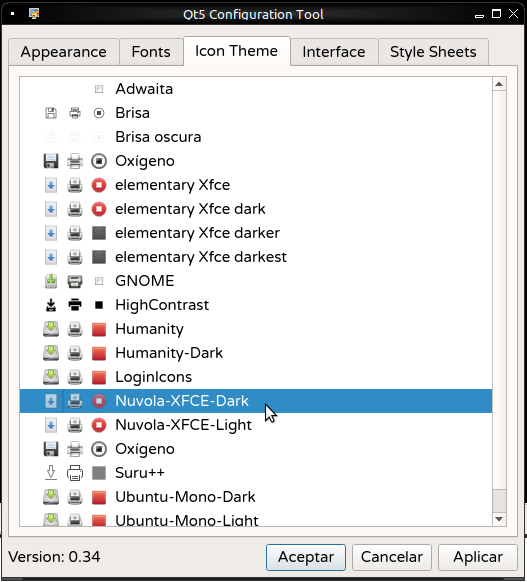 Qt5 Configuration Tool
Appearance Fonts Icon Theme Interface Style Sheets
Adwaita
Brisa
Brisa oscura
Oxígeno
elementary Xfce
elementary Xfce dark
elementary Xfce darker
elementary Xfce darkest
GNOME
HighContrast
Humanity
Humanity-Dark
LoginIcons
Nuvola-XFCE-Dark
Nuvola-XFCE-Light
Oxígeno
Suru++
Ubuntu-Mono-Dark
Ubuntu-Mono-Light
Version: 0.34 Aceptar Cancelar Aplicar